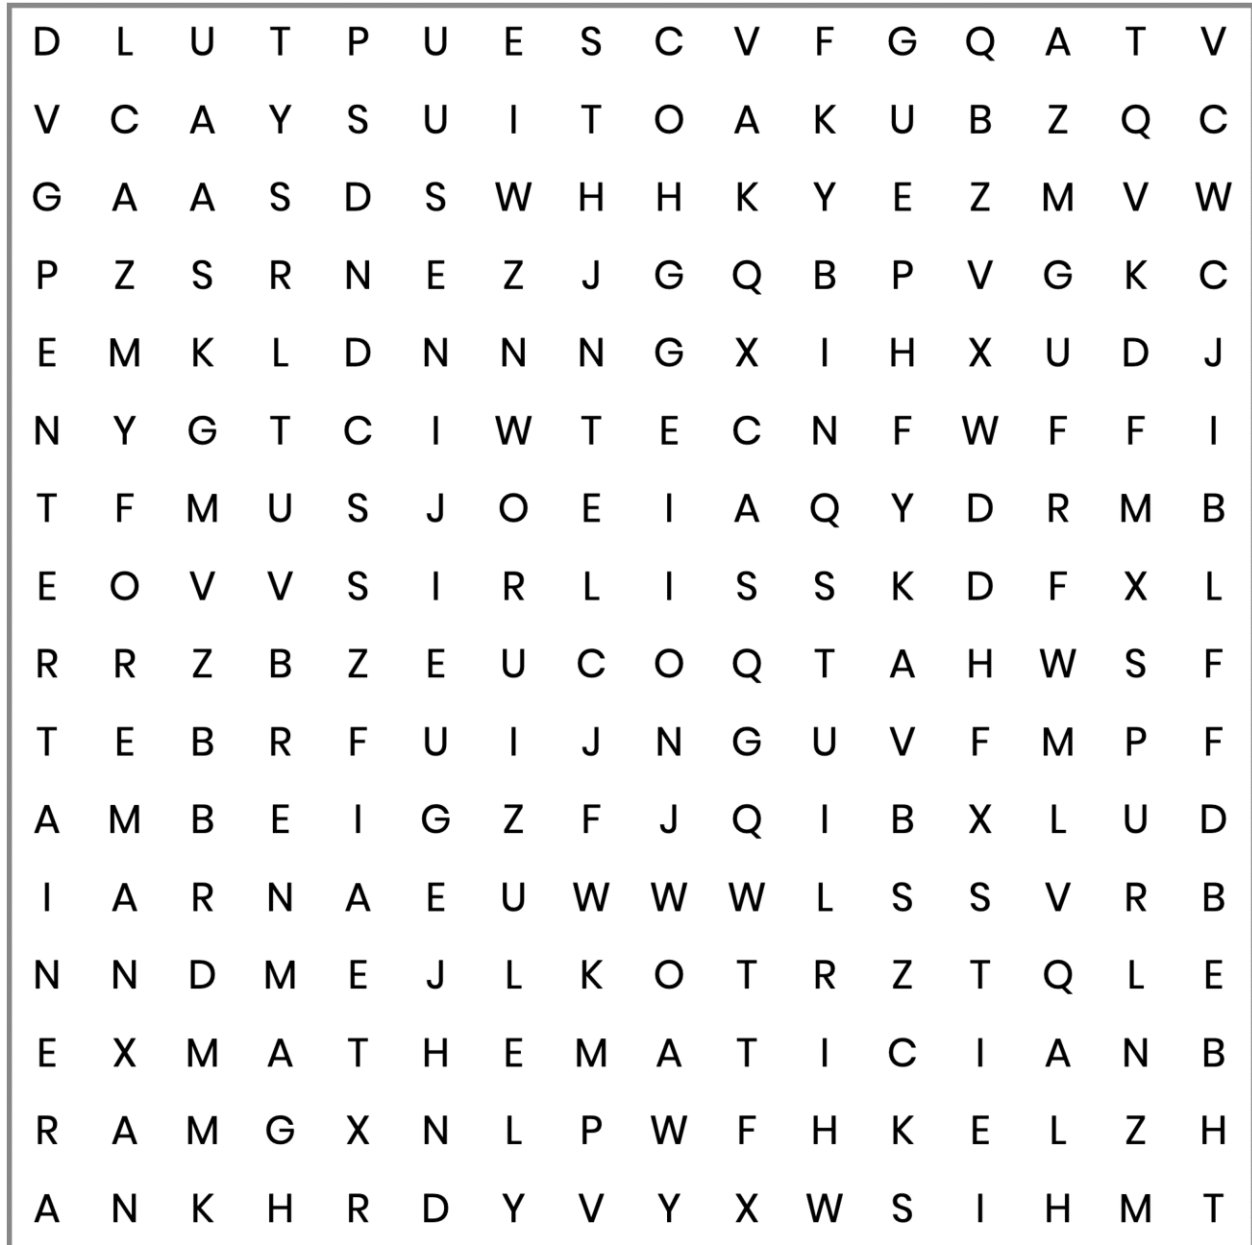 D L U T P U E S C V F G Q A T V
V C A Y S U I T O A K U B Z Q C
G A A S D S W H H K Y E Z M V W
P Z S R N E Z J G Q B P V G K C
E M K L D N N N G X I H X U D J
N Y G T C I W T E C N F W F F I
T F M U S J O E I A Q Y D R M B
E O V V S I R L I S S K D F X L
R R Z B Z E U C O Q T A H W S F
T E B R F U I J N G U V F M P F
A M B E I G Z F J Q I B X L U D
I A R N A E U W W W L S S V R B
N N D M E J L K O T R Z T Q L E
E X M A T H E M A T I C I A N B
R A M G X N L P W F H K E L Z H
A N K H R D Y V Y X W S I H M T